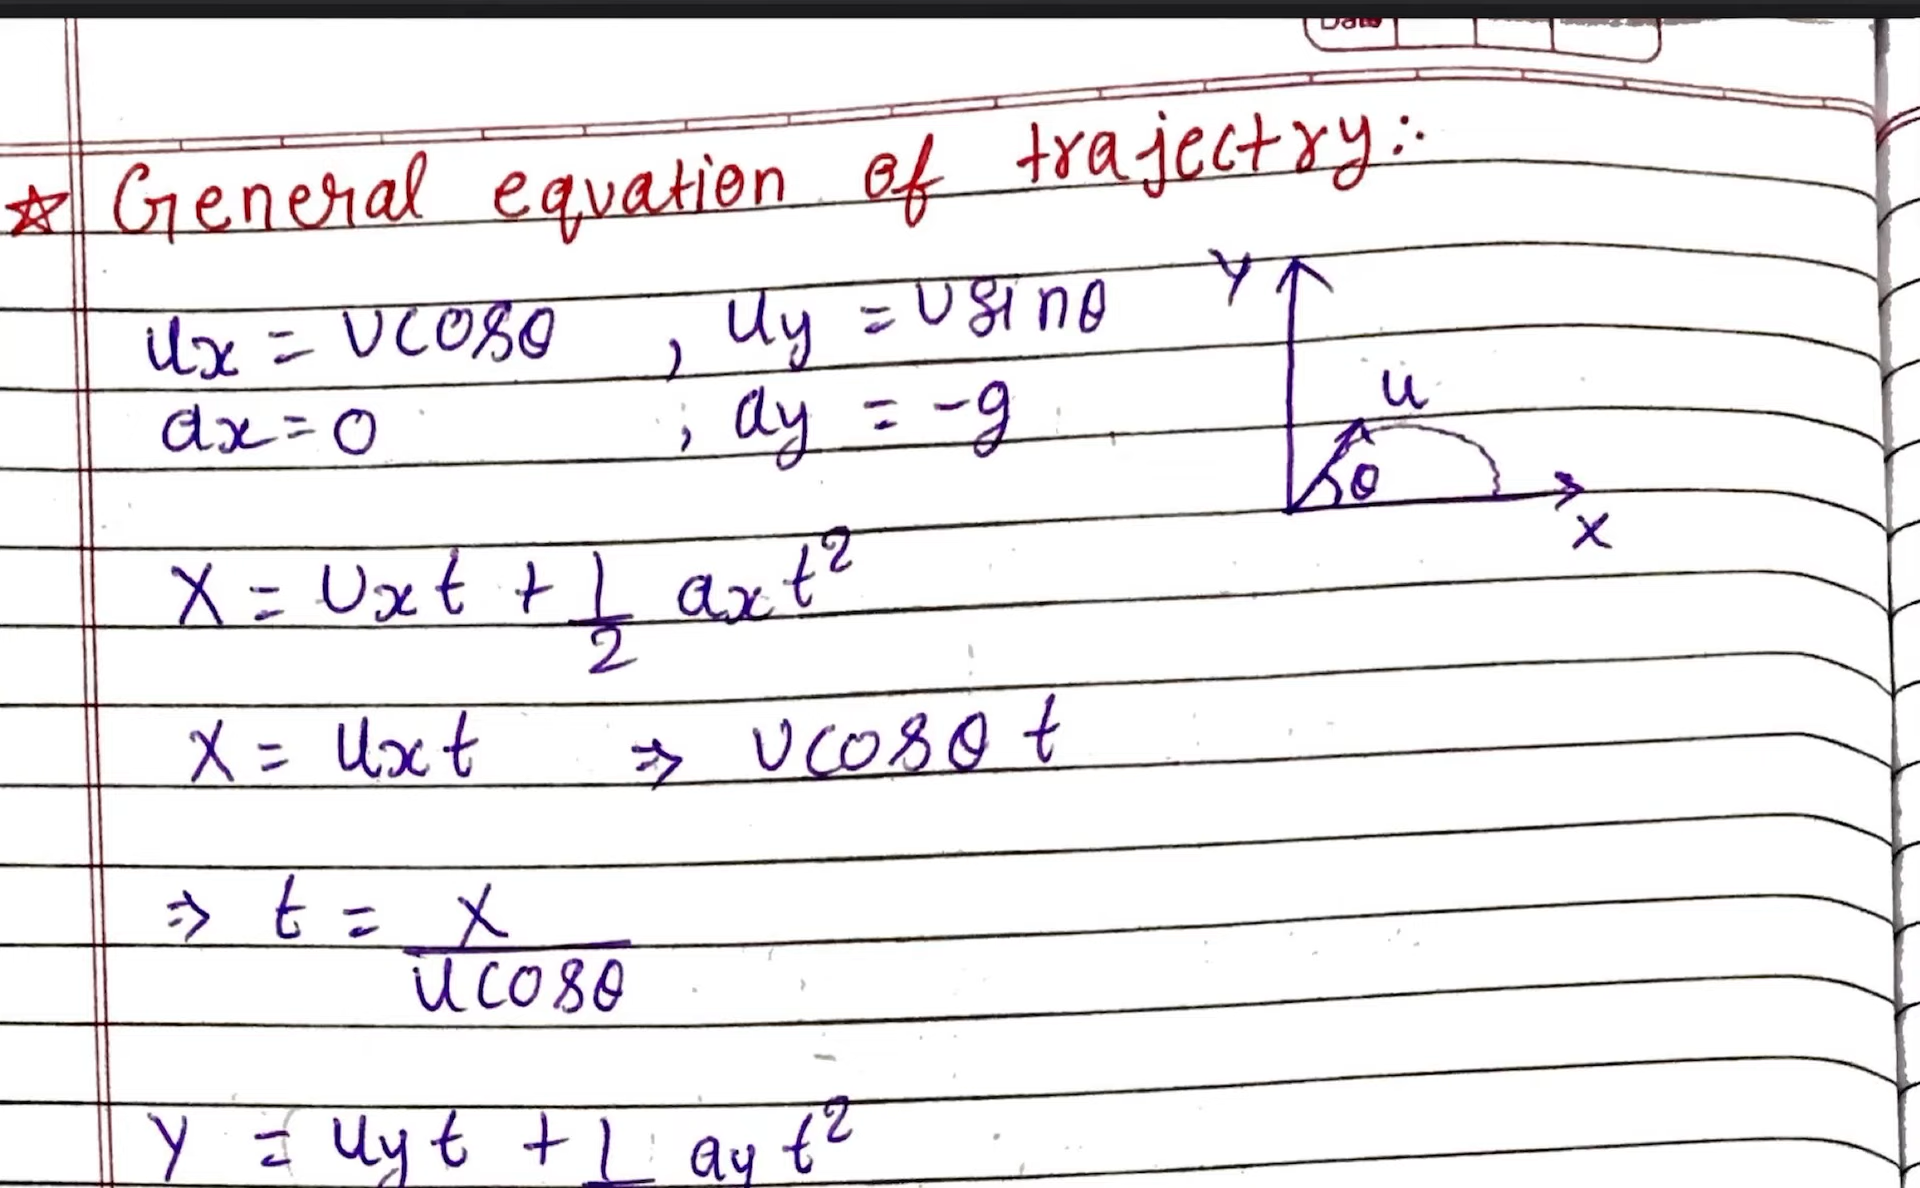 Date
☆ General equation of trajectry :-
Ux = Ucosθ , Uy = Usinθ
ax = 0 , ay = -g
Y
u
θ
X
X = Uxt + 1/2 axt²
X = Uxt ⇒ Ucosθ t
⇒ t = X/Ucosθ
Y = Uyt + 1 ayt²